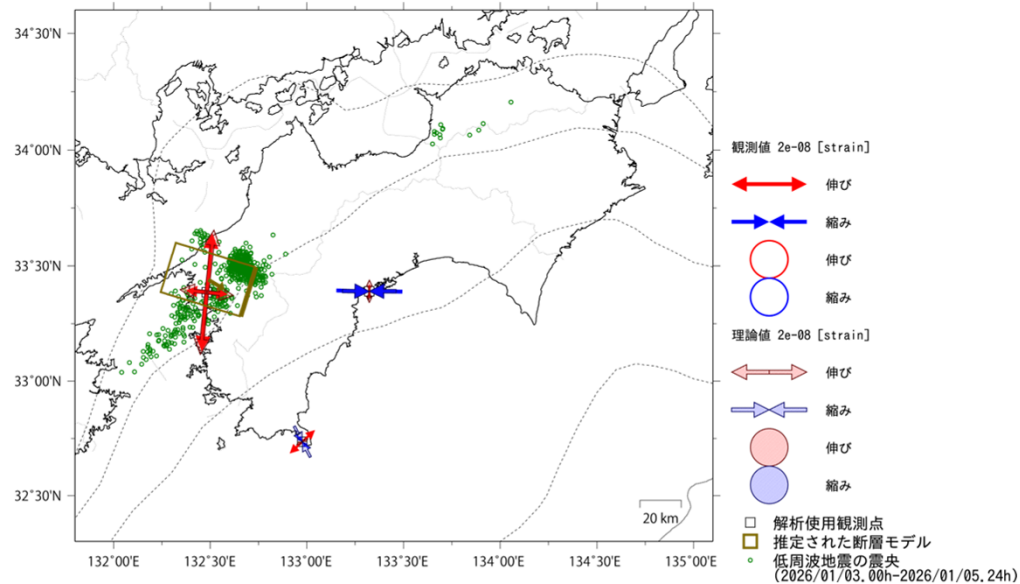 34°30'N
34°00'N
33°30'N
33°00'N
32°30'N
132°00'E
132°30'E
133°00'E
133°30'E
134°00'E
134°30'E
135°00'E
20 km
観測値 2e-08 [strain]
伸び
縮み
伸び
縮み
理論値 2e-08 [strain]
伸び
縮み
伸び
縮み
解析使用観測点
推定された断層モデル
低周波地震の震央
(2026/01/03.00h-2026/01/05.24h)